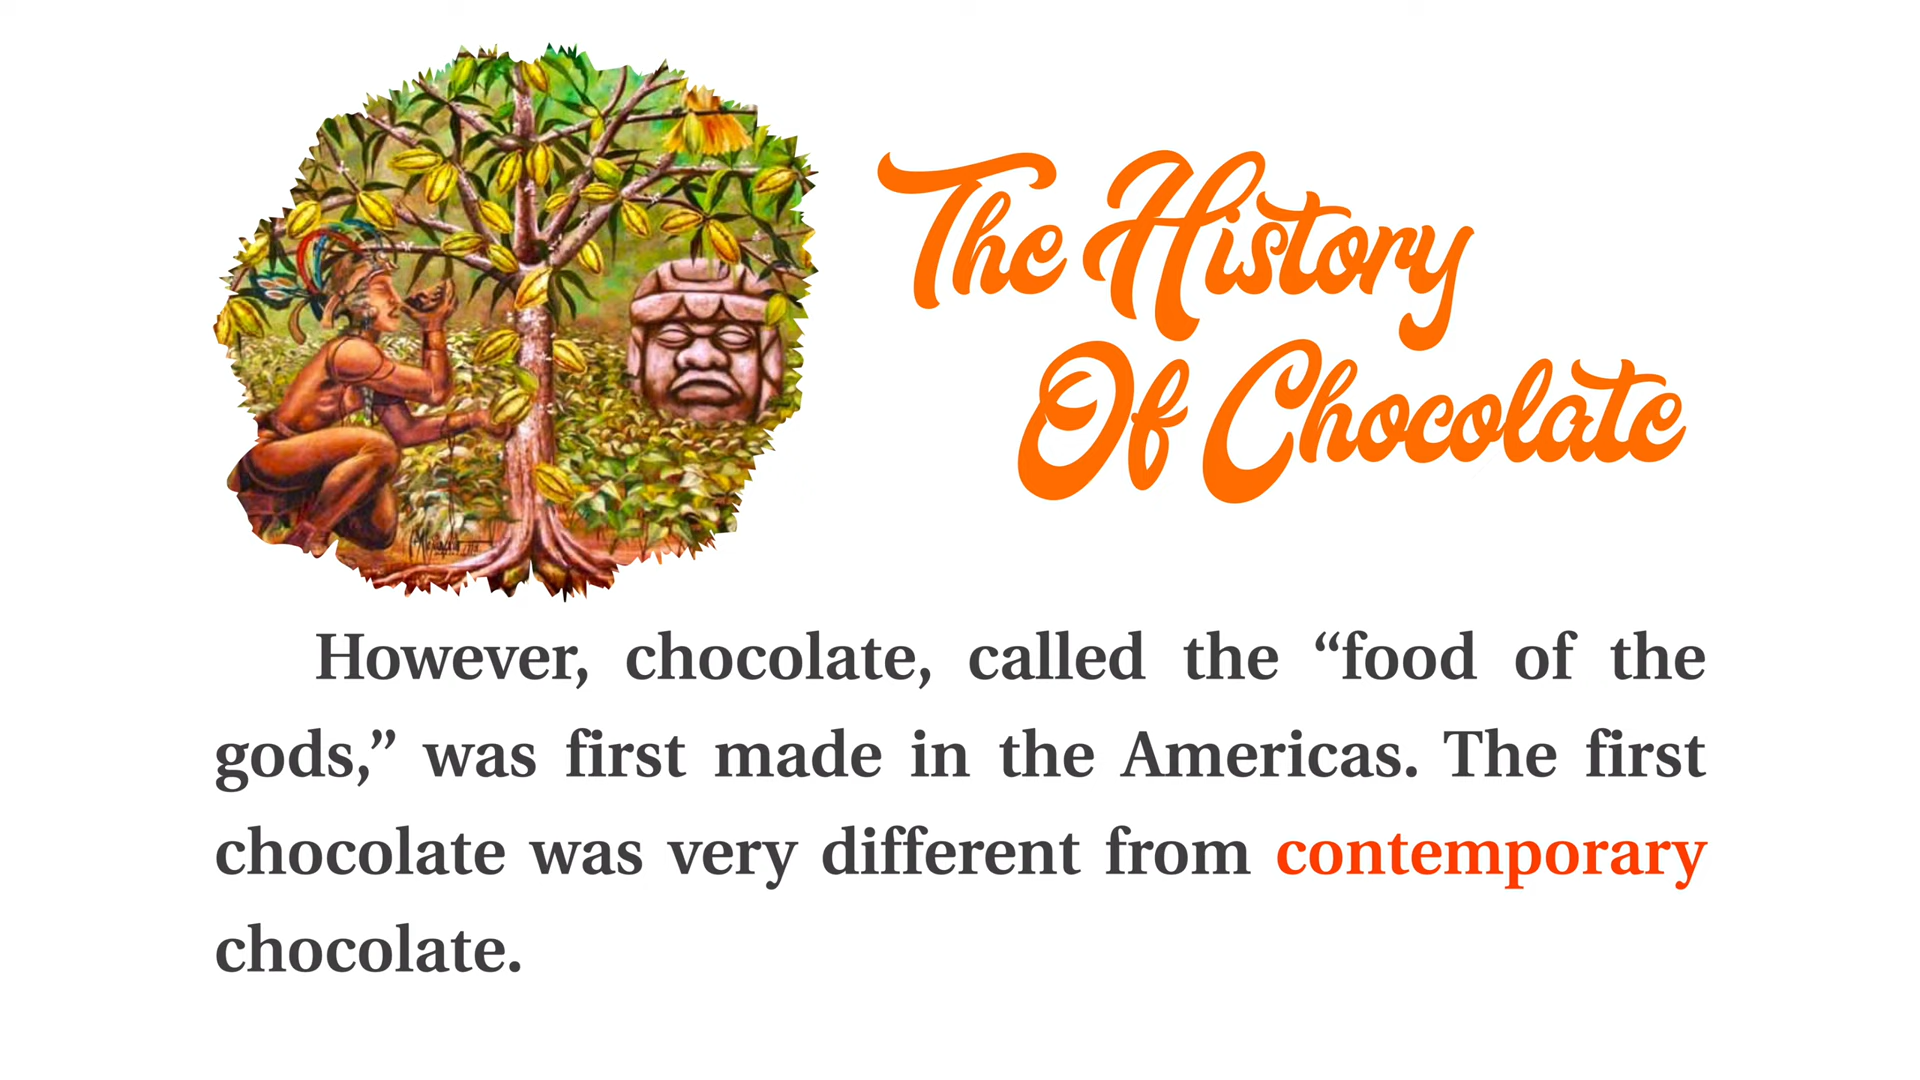 The History
Of Chocolate
However, chocolate, called the “food of the
gods,” was first made in the Americas. The first
chocolate was very different from contemporary
chocolate.